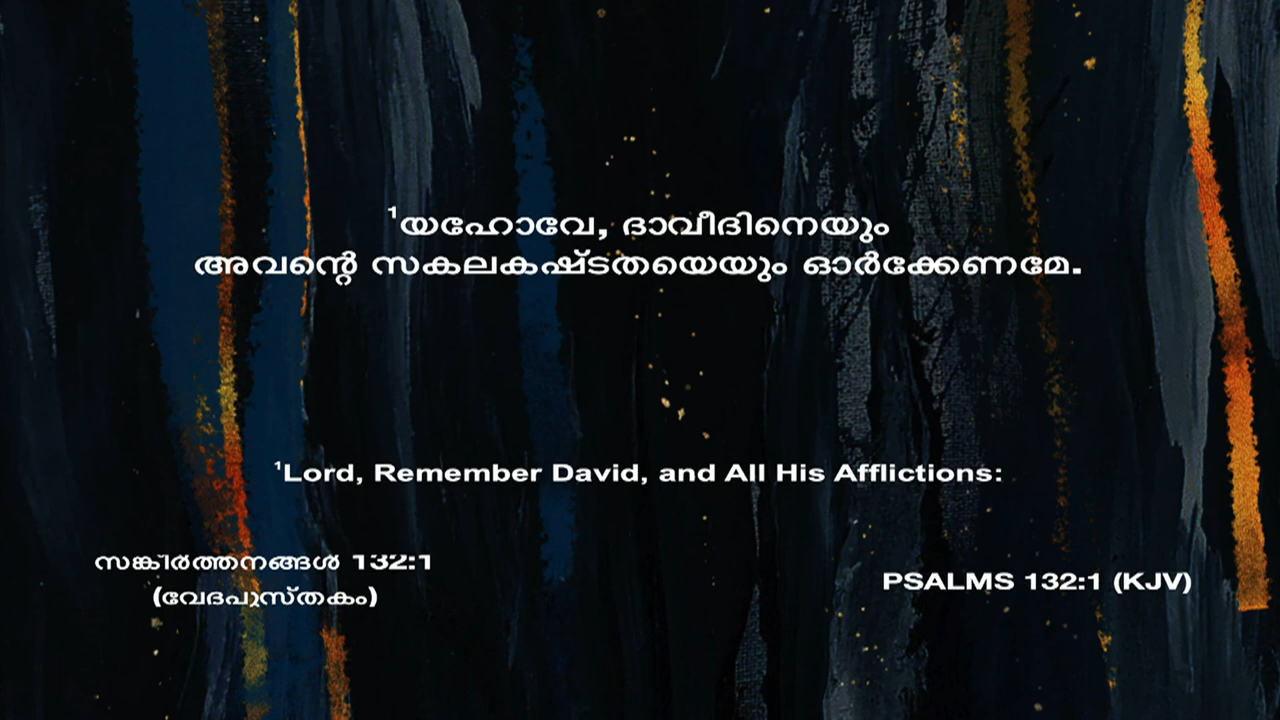 ¹യഹോവേ, ദാവീദിനെയും
അവന്റെ സകലകഷ്ടതയെയും ഓർക്കേണമേ.
¹Lord, Remember David, and All His Afflictions:
സങ്കീർത്തനങ്ങൾ 132:1
(വേദപുസ്തകം)
PSALMS 132:1 (KJV)